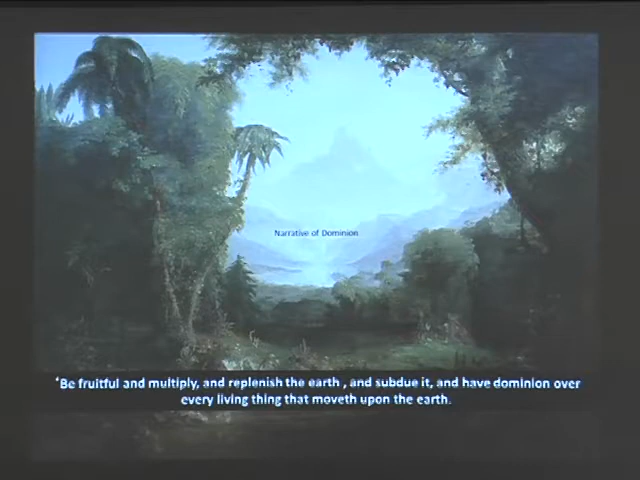 Narrative of Dominion
‘Be fruitful and multiply, and replenish the earth , and subdue it, and have dominion over
every living thing that moveth upon the earth.